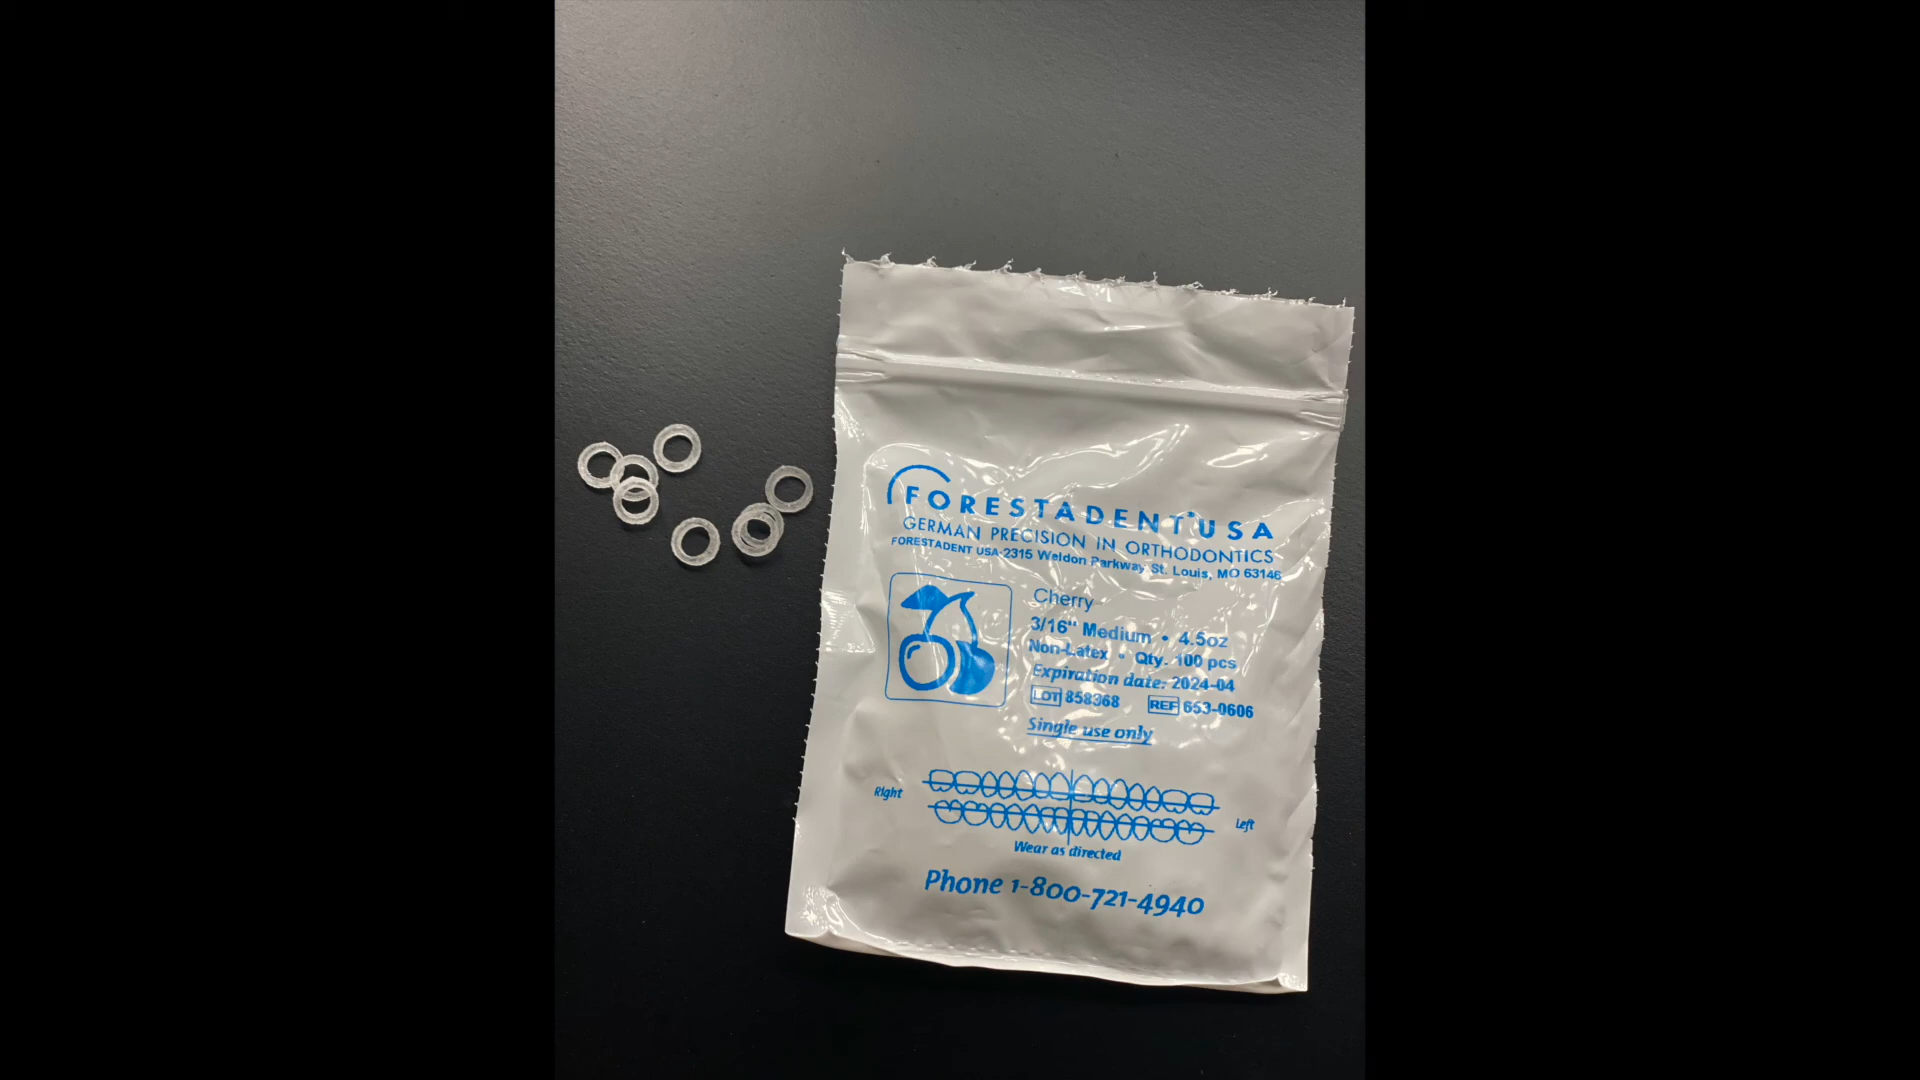 FORESTADENT® USA
GERMAN PRECISION IN ORTHODONTICS
FORESTADENT USA-2315 Weldon Parkway St. Louis, MO 63146
Cherry
3/16" Medium • 4.5oz
Non-Latex • Qty. 100 pcs
Expiration date: 2024-04
LOT 858368 REF 653-0606
Single use only
Right
Left
Wear as directed
Phone 1-800-721-4940